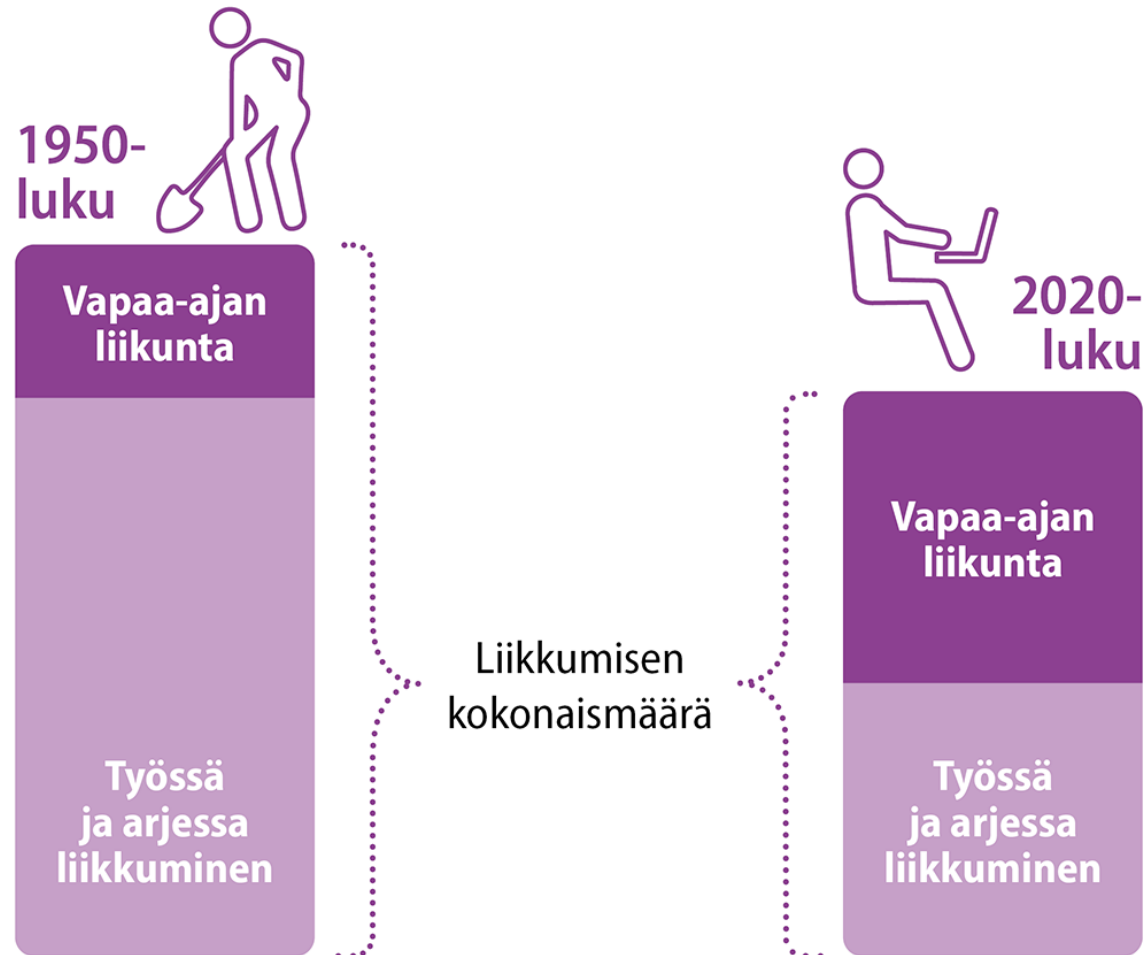 1950-
luku
Vapaa-ajan
liikunta
Työssä
ja arjessa
liikkuminen
Liikkumisen
kokonaismäärä
2020-
luku
Vapaa-ajan
liikunta
Työssä
ja arjessa
liikkuminen